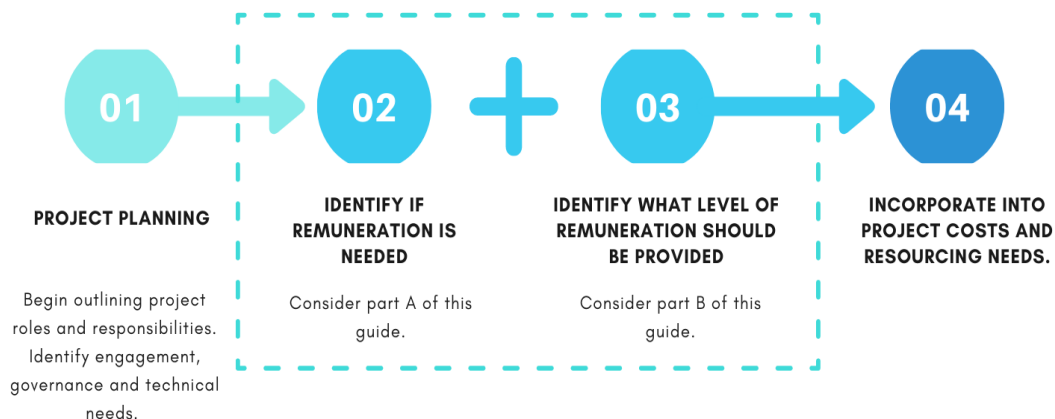 01
02
03
04
PROJECT PLANNING
Begin outlining project
roles and responsibilities.
Identify engagement,
governance and technical
needs.
IDENTIFY IF
REMUNERATION IS
NEEDED
Consider part A of this
guide.
IDENTIFY WHAT LEVEL OF
REMUNERATION SHOULD
BE PROVIDED
Consider part B of this
guide.
INCORPORATE INTO
PROJECT COSTS AND
RESOURCING NEEDS.